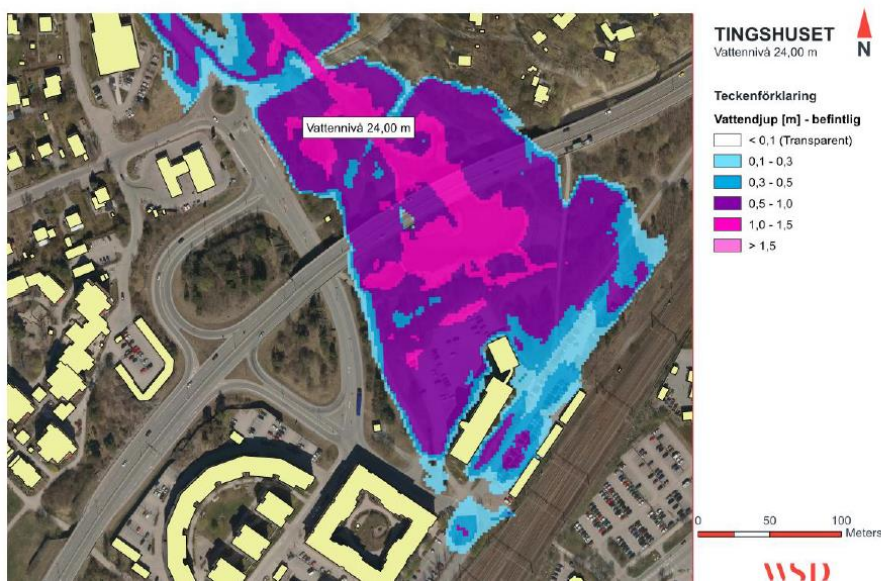 TINGSHUSET
Vattennivå 24,00 m
N
Teckenförklaring
Vattendjup [m] - befintlig
< 0,1 (Transparent)
0,1 - 0,3
0,3 - 0,5
0,5 - 1,0
1,0 - 1,5
> 1,5
Vattennivå 24,00 m
0 50 100
Meters
WSP